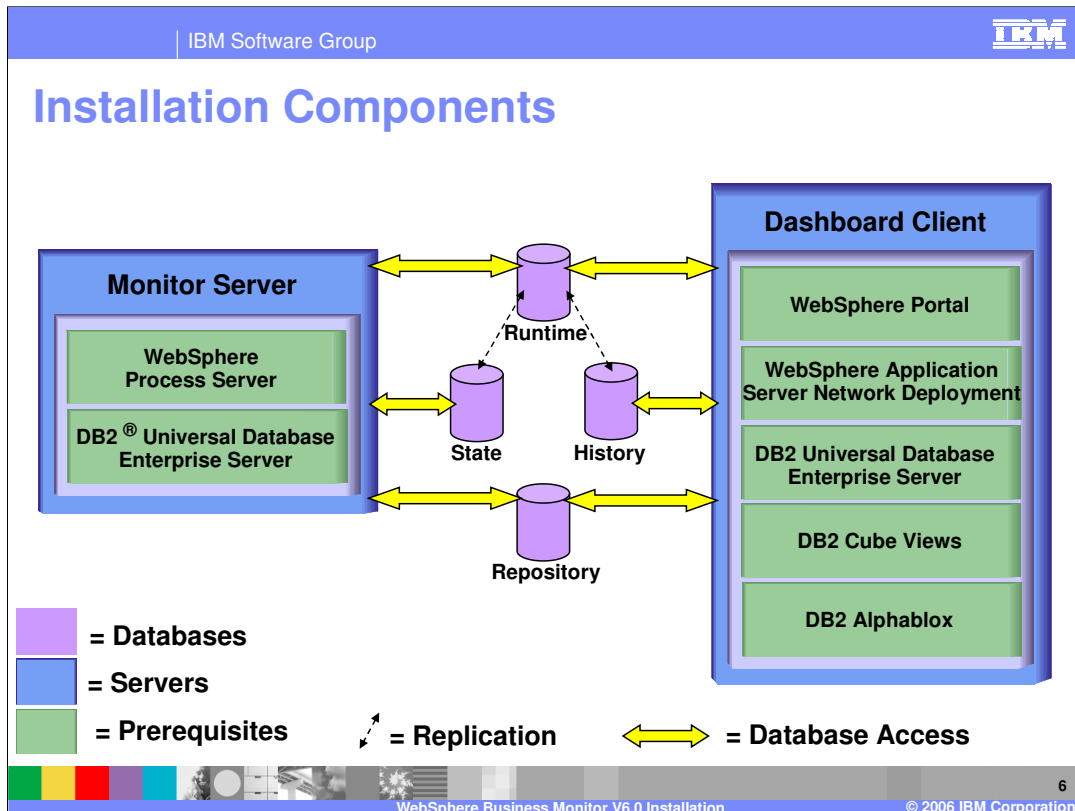 IBM Software Group
IBM
Installation Components
Monitor Server
WebSphere
Process Server
DB2 ® Universal Database
Enterprise Server
Runtime
State
History
Repository
Dashboard Client
WebSphere Portal
WebSphere Application
Server Network Deployment
DB2 Universal Database
Enterprise Server
DB2 Cube Views
DB2 Alphablox
= Databases
= Servers
= Prerequisites
= Replication
= Database Access
6
WebSphere Business Monitor V6.0 Installation
© 2006 IBM Corporation